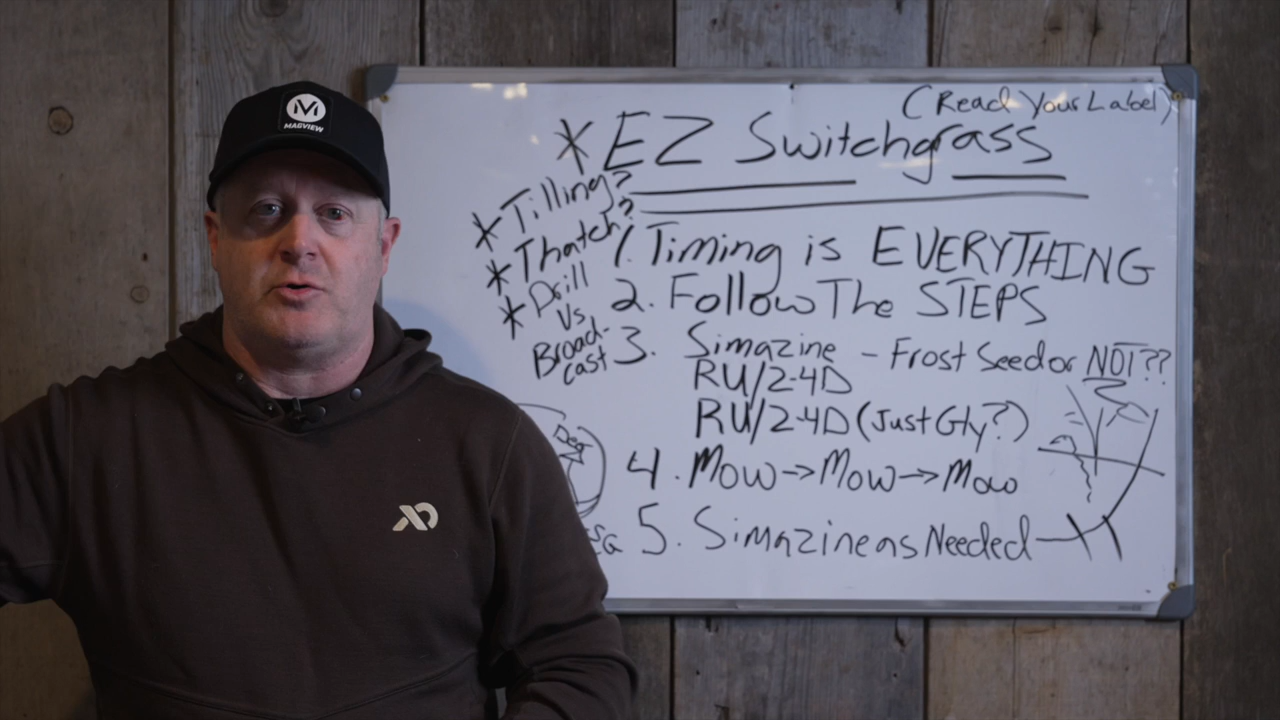 M
MAGVIEW
(Read Your Label)
* EZ Switchgrass
* Tilling?
* Thatch?
* Drill
Vs
Broad-
cast
1. Timing is EVERYTHING
2. Follow The STEPS
3. Simazine - Frost Seed or NOT??
RU/2-4D
RU/2-4D (Just Gly?)
4. Mow → Mow → Mow
5. Simazine as Needed